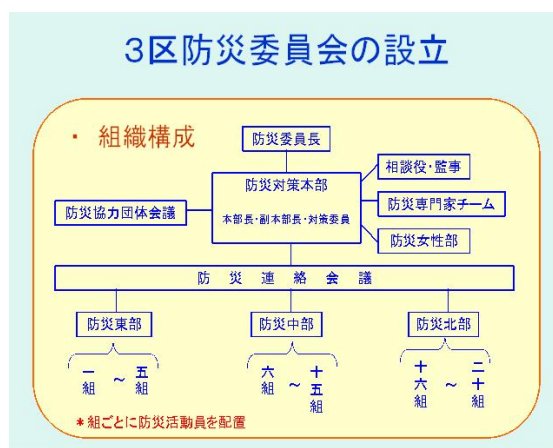 3区防災委員会の設立
・ 組織構成
防災委員長
防災対策本部
本部長・副本部長・対策委員
相談役・監事
防災協力団体会議
防災専門家チーム
防災女性部
防災連絡会議
防災東部
防災中部
防災北部
一組 ～ 五組
六組 ～ 十五組
十六組 ～ 二十組
*組ごとに防災活動員を配置